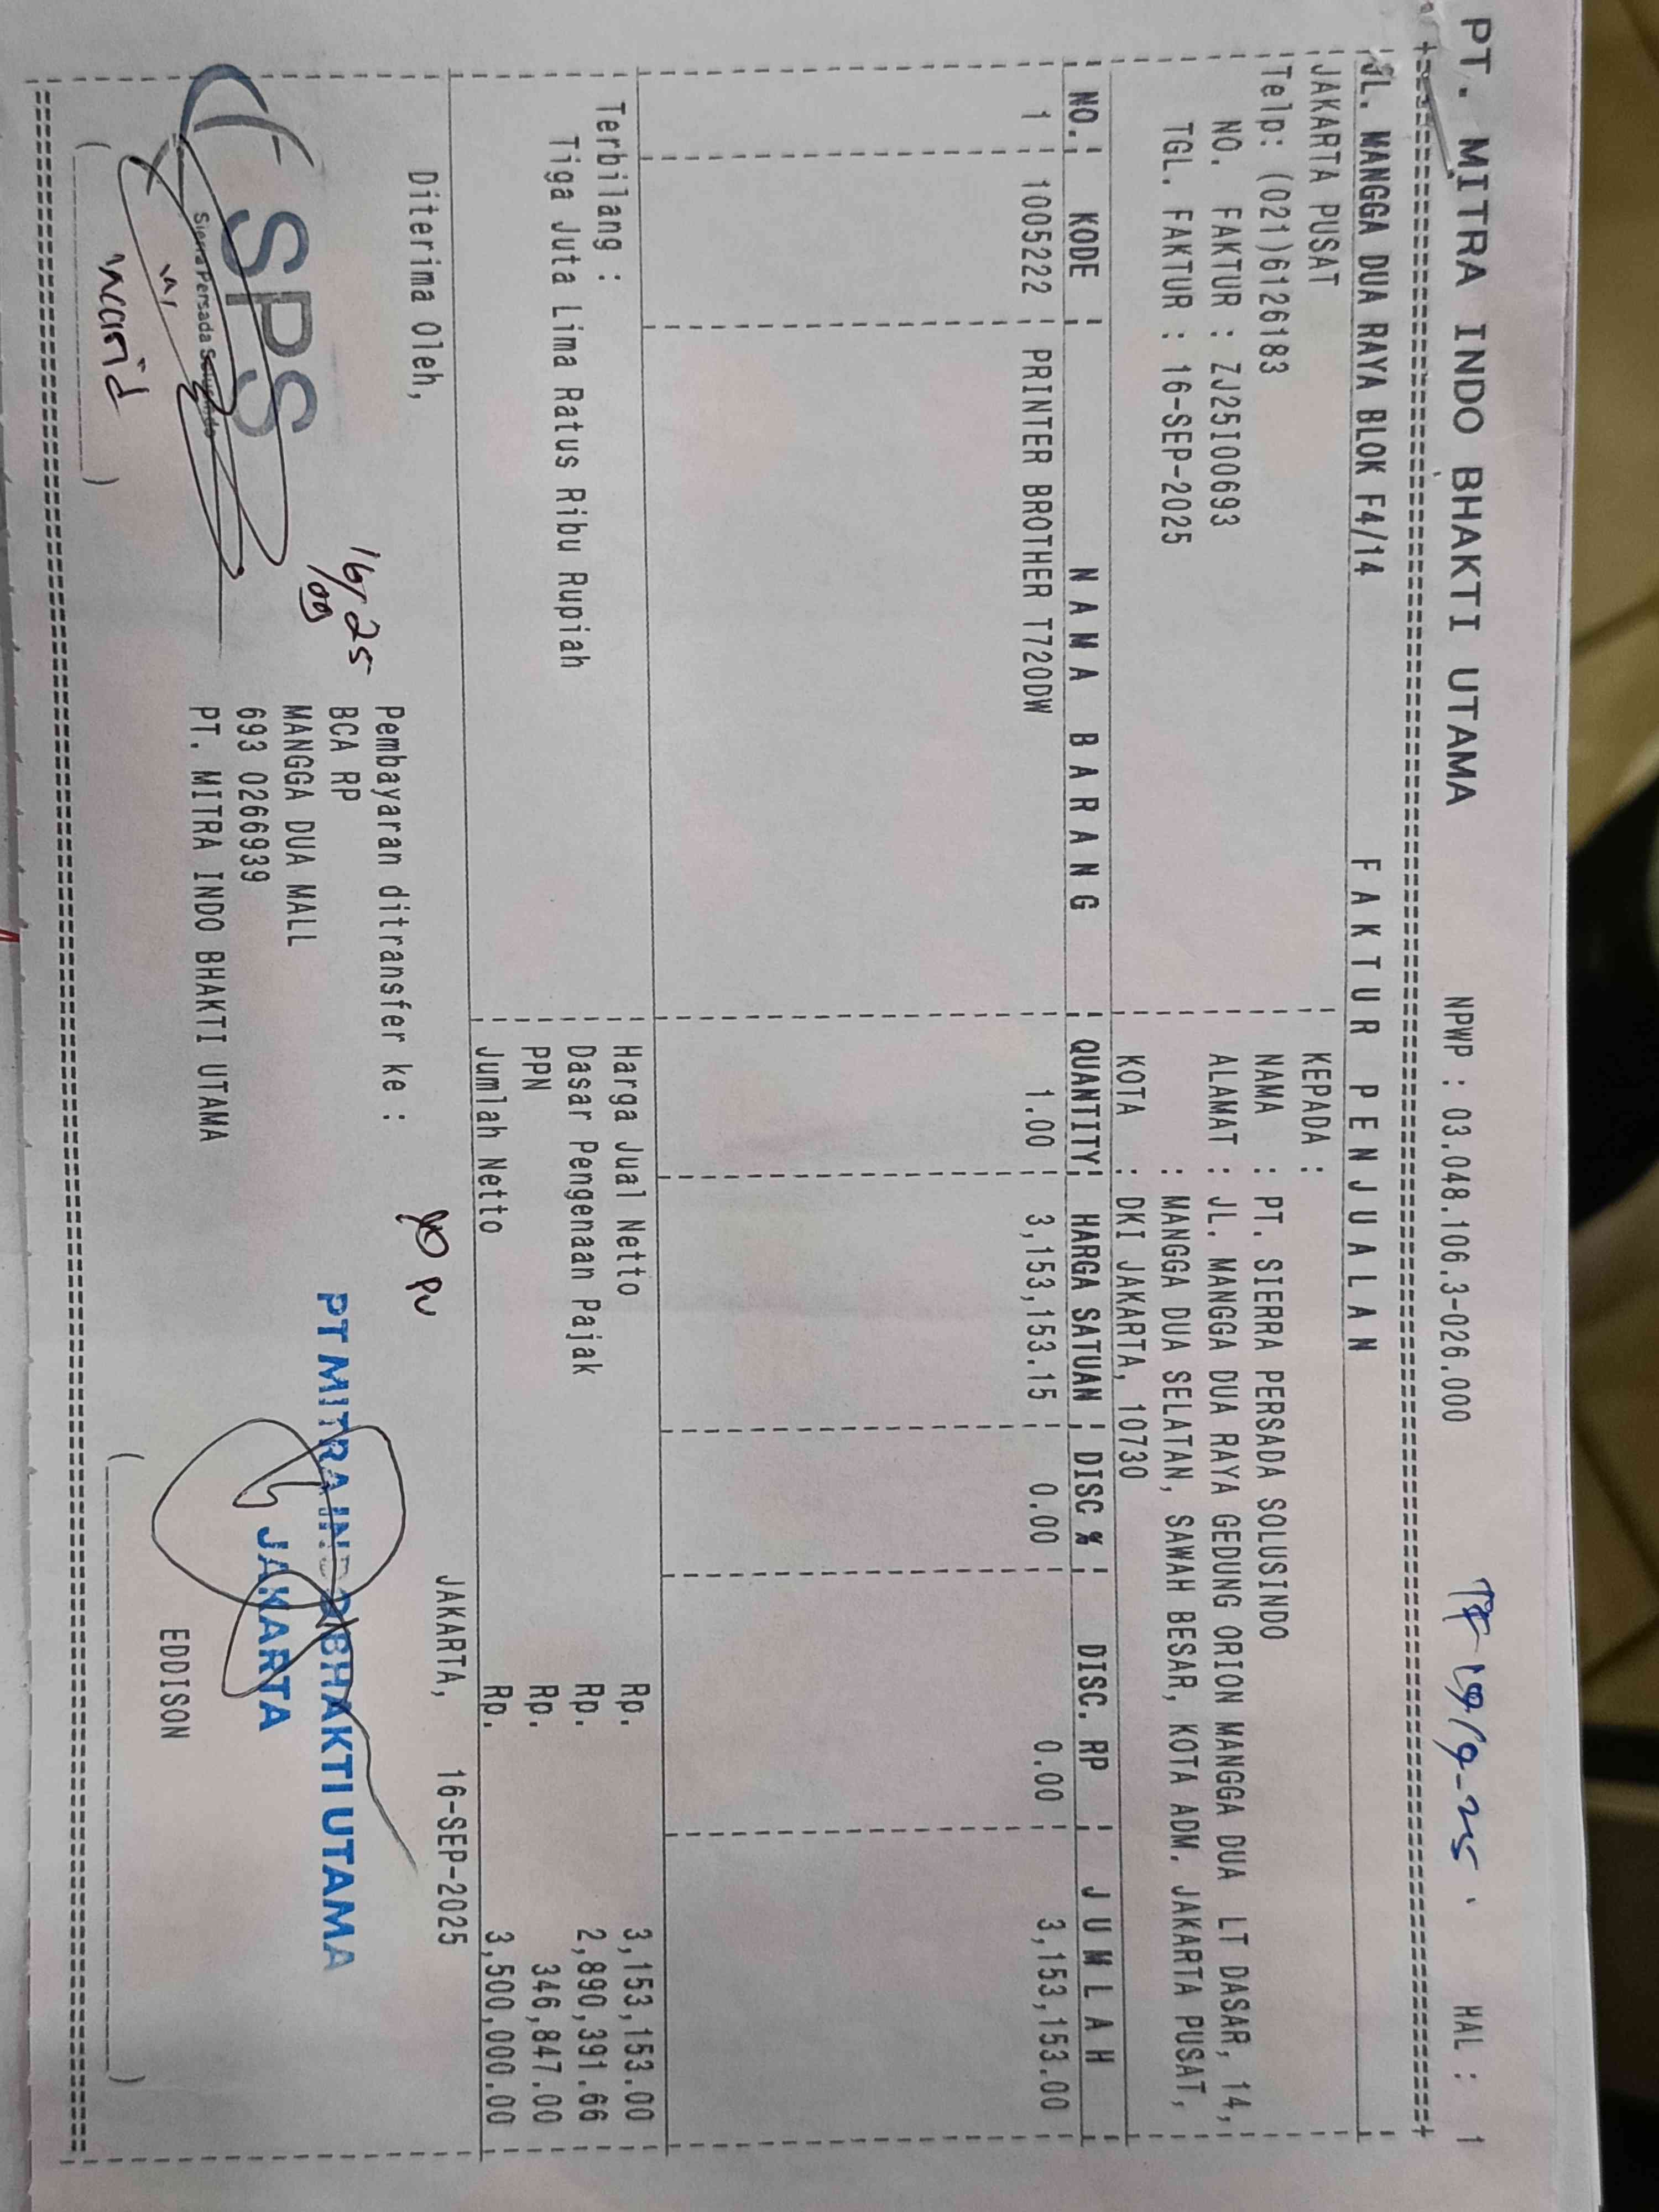 PT. MITRA INDO BHAKTI UTAMA NPWP : 03.048.106.3-026.000 HAL : 1
JL. MANGGA DUA RAYA BLOK F4/14 F A K T U R P E N J U A L A N
JAKARTA PUSAT KEPADA :
Telp: (021)6126183 NAMA : PT. SIERRA PERSADA SOLUSINDO
NO. FAKTUR : ZJ25I00693 ALAMAT : JL. MANGGA DUA RAYA GEDUNG ORION MANGGA DUA LT DASAR, 14,
TGL. FAKTUR : 16-SEP-2025 : MANGGA DUA SELATAN, SAWAH BESAR, KOTA ADM. JAKARTA PUSAT,
KOTA : DKI JAKARTA, 10730
NO. KODE N A M A B A R A N G QUANTITY HARGA SATUAN DISC % DISC. RP J U M L A H
1 1005222 PRINTER BROTHER T720DW 1.00 3,153,153.15 0.00 0.00 3,153,153.00
Terbilang : Harga Jual Netto Rp. 3,153,153.00
Tiga Juta Lima Ratus Ribu Rupiah Dasar Pengenaan Pajak Rp. 2,890,391.66
PPN Rp. 346,847.00
Jumlah Netto Rp. 3,500,000.00
Diterima Oleh, JAKARTA, 16-SEP-2025
Pembayaran ditransfer ke :
BCA RP
MANGGA DUA MALL
693 0266939
PT. MITRA INDO BHAKTI UTAMA
16/09 25
SPS
Sierra Persada Solusindo
Warid
PT MITRA INDO BHAKTI UTAMA
JAKARTA
EDDISON